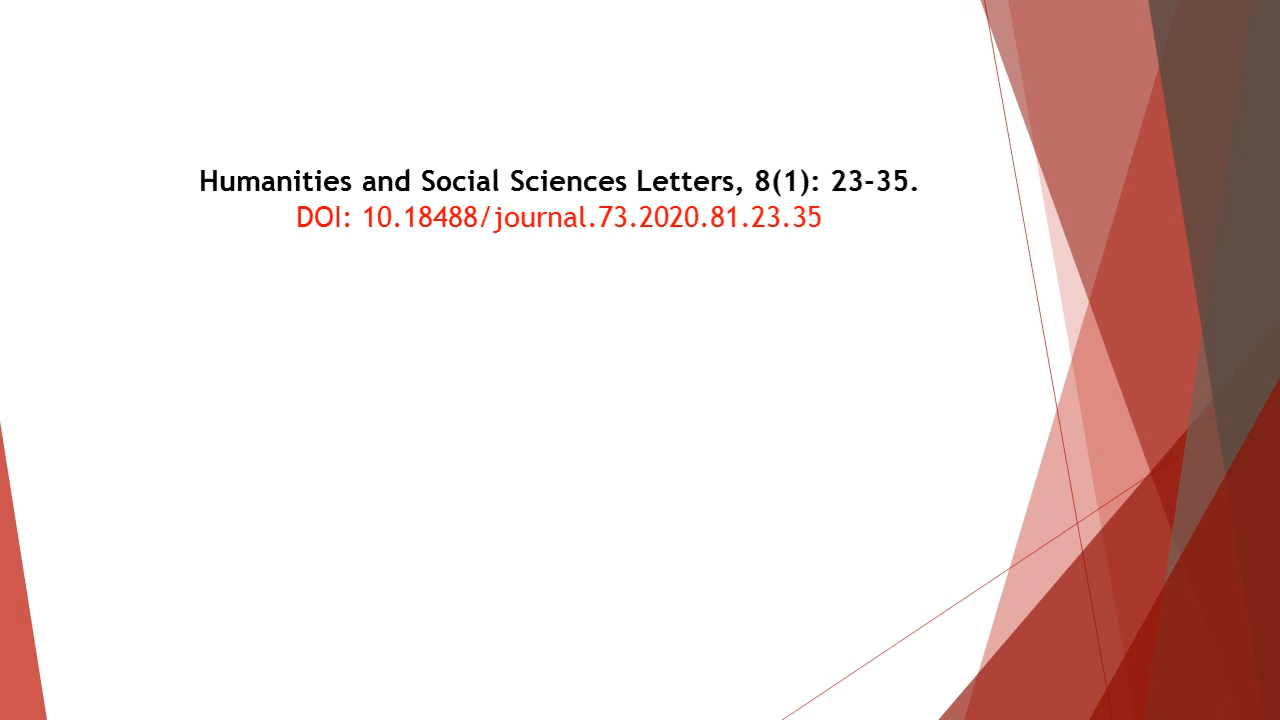 Humanities and Social Sciences Letters, 8(1): 23-35.
DOI: 10.18488/journal.73.2020.81.23.35